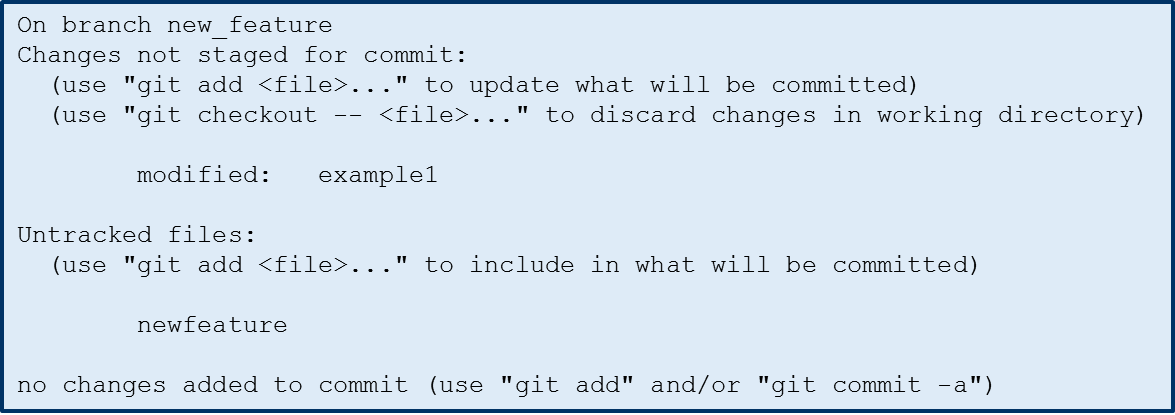 On branch new_feature
Changes not staged for commit:
  (use "git add <file>..." to update what will be committed)
  (use "git checkout -- <file>..." to discard changes in working directory)
        modified:   example1
Untracked files:
  (use "git add <file>..." to include in what will be committed)
        newfeature
no changes added to commit (use "git add" and/or "git commit -a")